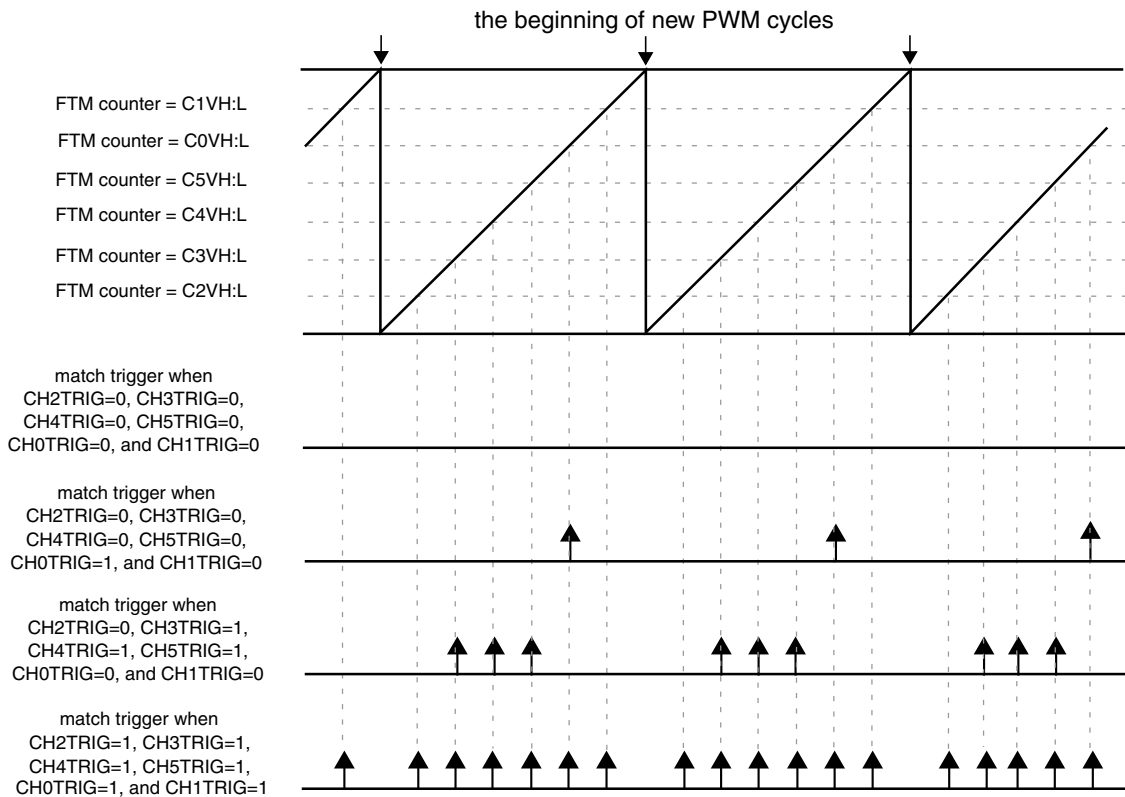 the beginning of new PWM cycles
FTM counter = C1VH:L
FTM counter = C0VH:L
FTM counter = C5VH:L
FTM counter = C4VH:L
FTM counter = C3VH:L
FTM counter = C2VH:L
match trigger when
CH2TRIG=0, CH3TRIG=0,
CH4TRIG=0, CH5TRIG=0,
CH0TRIG=0, and CH1TRIG=0
match trigger when
CH2TRIG=0, CH3TRIG=0,
CH4TRIG=0, CH5TRIG=0,
CH0TRIG=1, and CH1TRIG=0
match trigger when
CH2TRIG=0, CH3TRIG=1,
CH4TRIG=1, CH5TRIG=1,
CH0TRIG=0, and CH1TRIG=0
match trigger when
CH2TRIG=1, CH3TRIG=1,
CH4TRIG=1, CH5TRIG=1,
CH0TRIG=1, and CH1TRIG=1